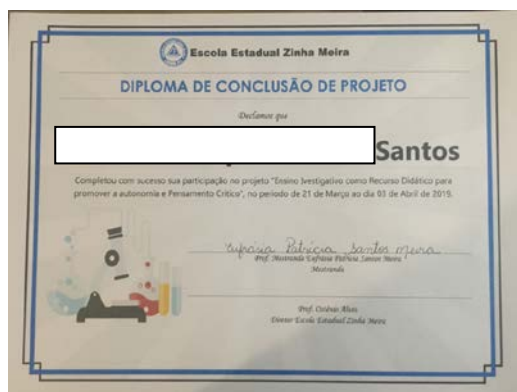 Escola Estadual Zinha Meira
DIPLOMA DE CONCLUSÃO DE PROJETO
Declamos que
Santos
Completou com sucesso sua participação no projeto "Ensino Ivestigativo como Recurso Didático para
promover a autonomia e Pensamento Crítico", no período de 21 de Março ao dia 03 de Abril de 2015.
Eufrásia Patrícia Santos Meira
Prof. Mestranda Eufrásia Patrícia Santos Meira
Mestranda
Prof. Alves
Diretor Escola Estadual Zinha Meira